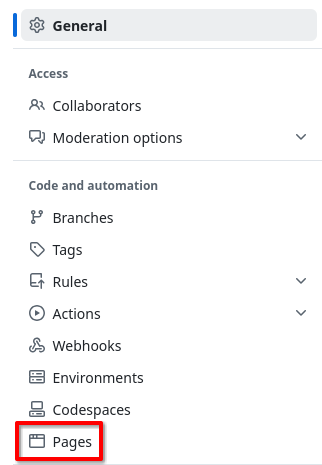 General
Access
Collaborators
Moderation options
Code and automation
Branches
Tags
Rules
Actions
Webhooks
Environments
Codespaces
Pages